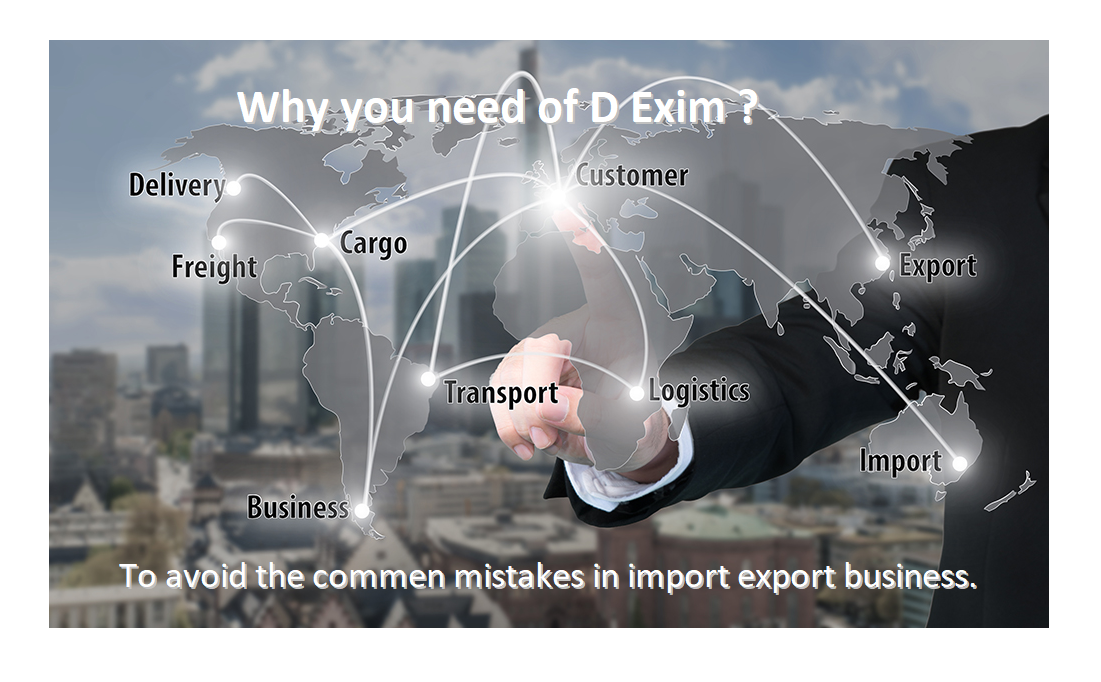 Why you need of D Exim ?
Delivery
Customer
Cargo
Freight
Export
Transport
Logistics
Import
Business
To avoid the commen mistakes in import export business.